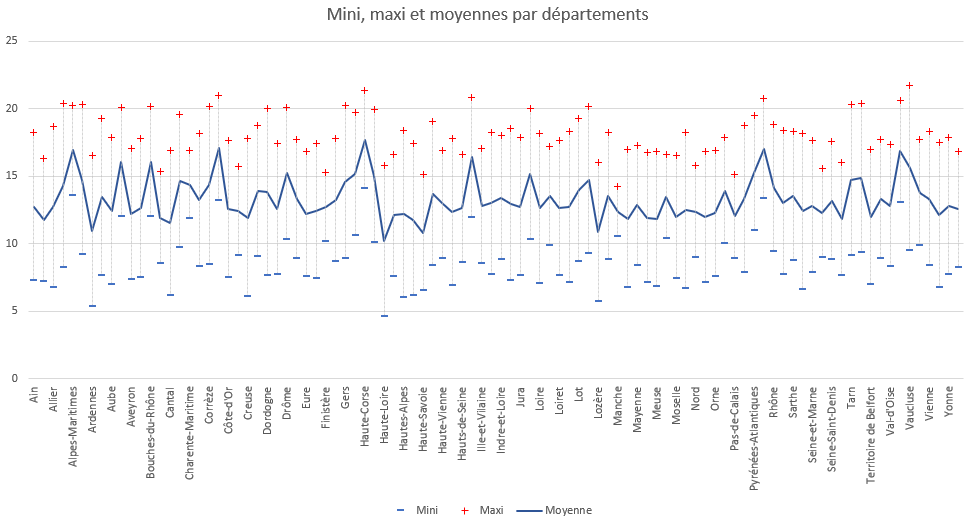 Mini, maxi et moyennes par départements
25
20
15
10
5
0
Ain
Allier
Alpes-Maritimes
Ardennes
Aube
Aveyron
Bouches-du-Rhône
Cantal
Charente-Maritime
Corrèze
Côte-d'Or
Creuse
Dordogne
Drôme
Eure
Finistère
Gers
Haute-Corse
Haute-Loire
Hautes-Alpes
Haute-Savoie
Haute-Vienne
Hauts-de-Seine
Ille-et-Vilaine
Indre-et-Loire
Jura
Loire
Loiret
Lot
Lozère
Manche
Mayenne
Meuse
Moselle
Nord
Orne
Pas-de-Calais
Pyrénées-Atlantiques
Rhône
Sarthe
Seine-et-Marne
Seine-Saint-Denis
Tarn
Territoire de Belfort
Val-d'Oise
Vaucluse
Vienne
Yonne
Mini Maxi Moyenne